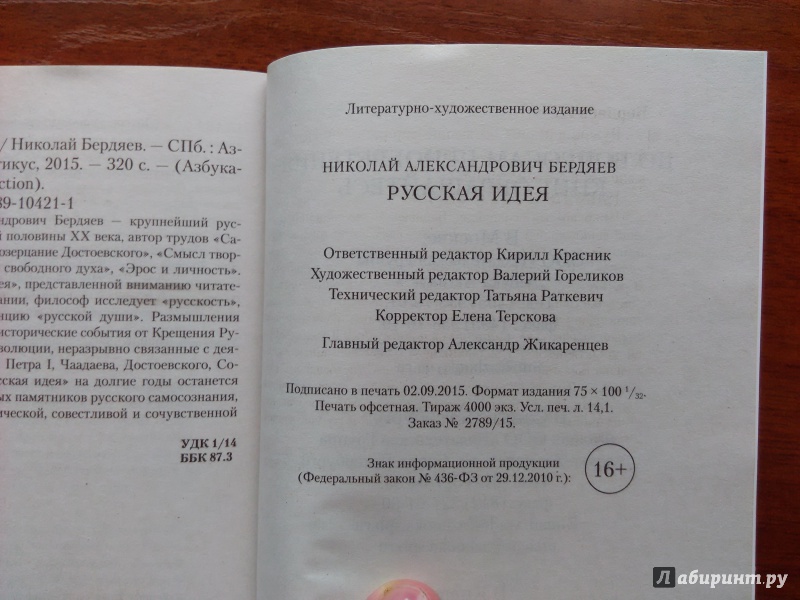 / Николай Бердяев. — СПб. : Аз-
тикус, 2015. — 320 с. — (Азбука-
ction).
89-10421-1
ндрович Бердяев — крупнейший рус-
й половины XX века, автор трудов «Са-
озерцание Достоевского», «Смысл твор-
свободного духа», «Эрос и личность».
ея», представленной вниманию читате-
ании, философ исследует «русскость»,
нцию «русской души». Размышления
исторические события от Крещения Ру-
волюции, неразрывно связанные с дея-
Петра I, Чаадаева, Достоевского, Со-
сская идея» на долгие годы останется
ых памятников русского самосознания,
ической, совестливой и сочувственной
УДК 1/14
ББК 87.3
Литературно-художественное издание
НИКОЛАЙ АЛЕКСАНДРОВИЧ БЕРДЯЕВ
РУССКАЯ ИДЕЯ
Ответственный редактор Кирилл Красник
Художественный редактор Валерий Гореликов
Технический редактор Татьяна Раткевич
Корректор Елена Терскова
Главный редактор Александр Жикаренцев
Подписано в печать 02.09.2015. Формат издания 75 × 100 1/32.
Печать офсетная. Тираж 4000 экз. Усл. печ. л. 14,1.
Заказ № 2789/15.
Знак информационной продукции
(Федеральный закон № 436-ФЗ от 29.12.2010 г.):
16+
Лабиринт.ру